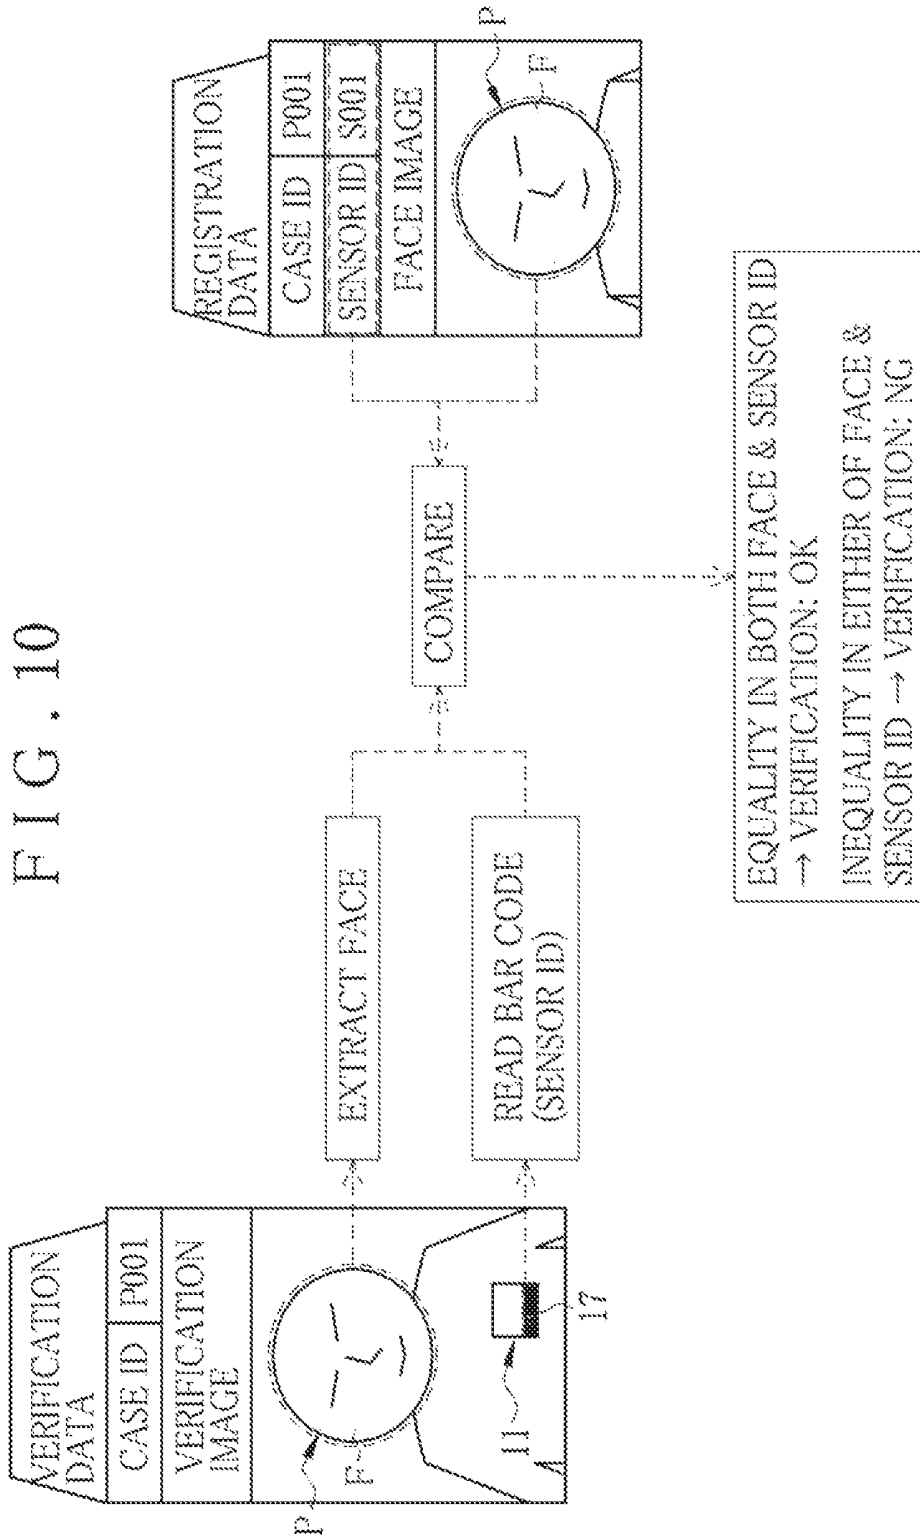 FIG. 10
VERIFICATION
DATA
CASE ID P001
VERIFICATION
IMAGE
P
F
11
17
EXTRACT FACE
READ BAR CODE
(SENSOR ID)
COMPARE
REGISTRATION
DATA
CASE ID P001
SENSOR ID S001
FACE IMAGE
P
F
EQUALITY IN BOTH FACE & SENSOR ID
→ VERIFICATION: OK
INEQUALITY IN EITHER OF FACE &
SENSOR ID → VERIFICATION: NG